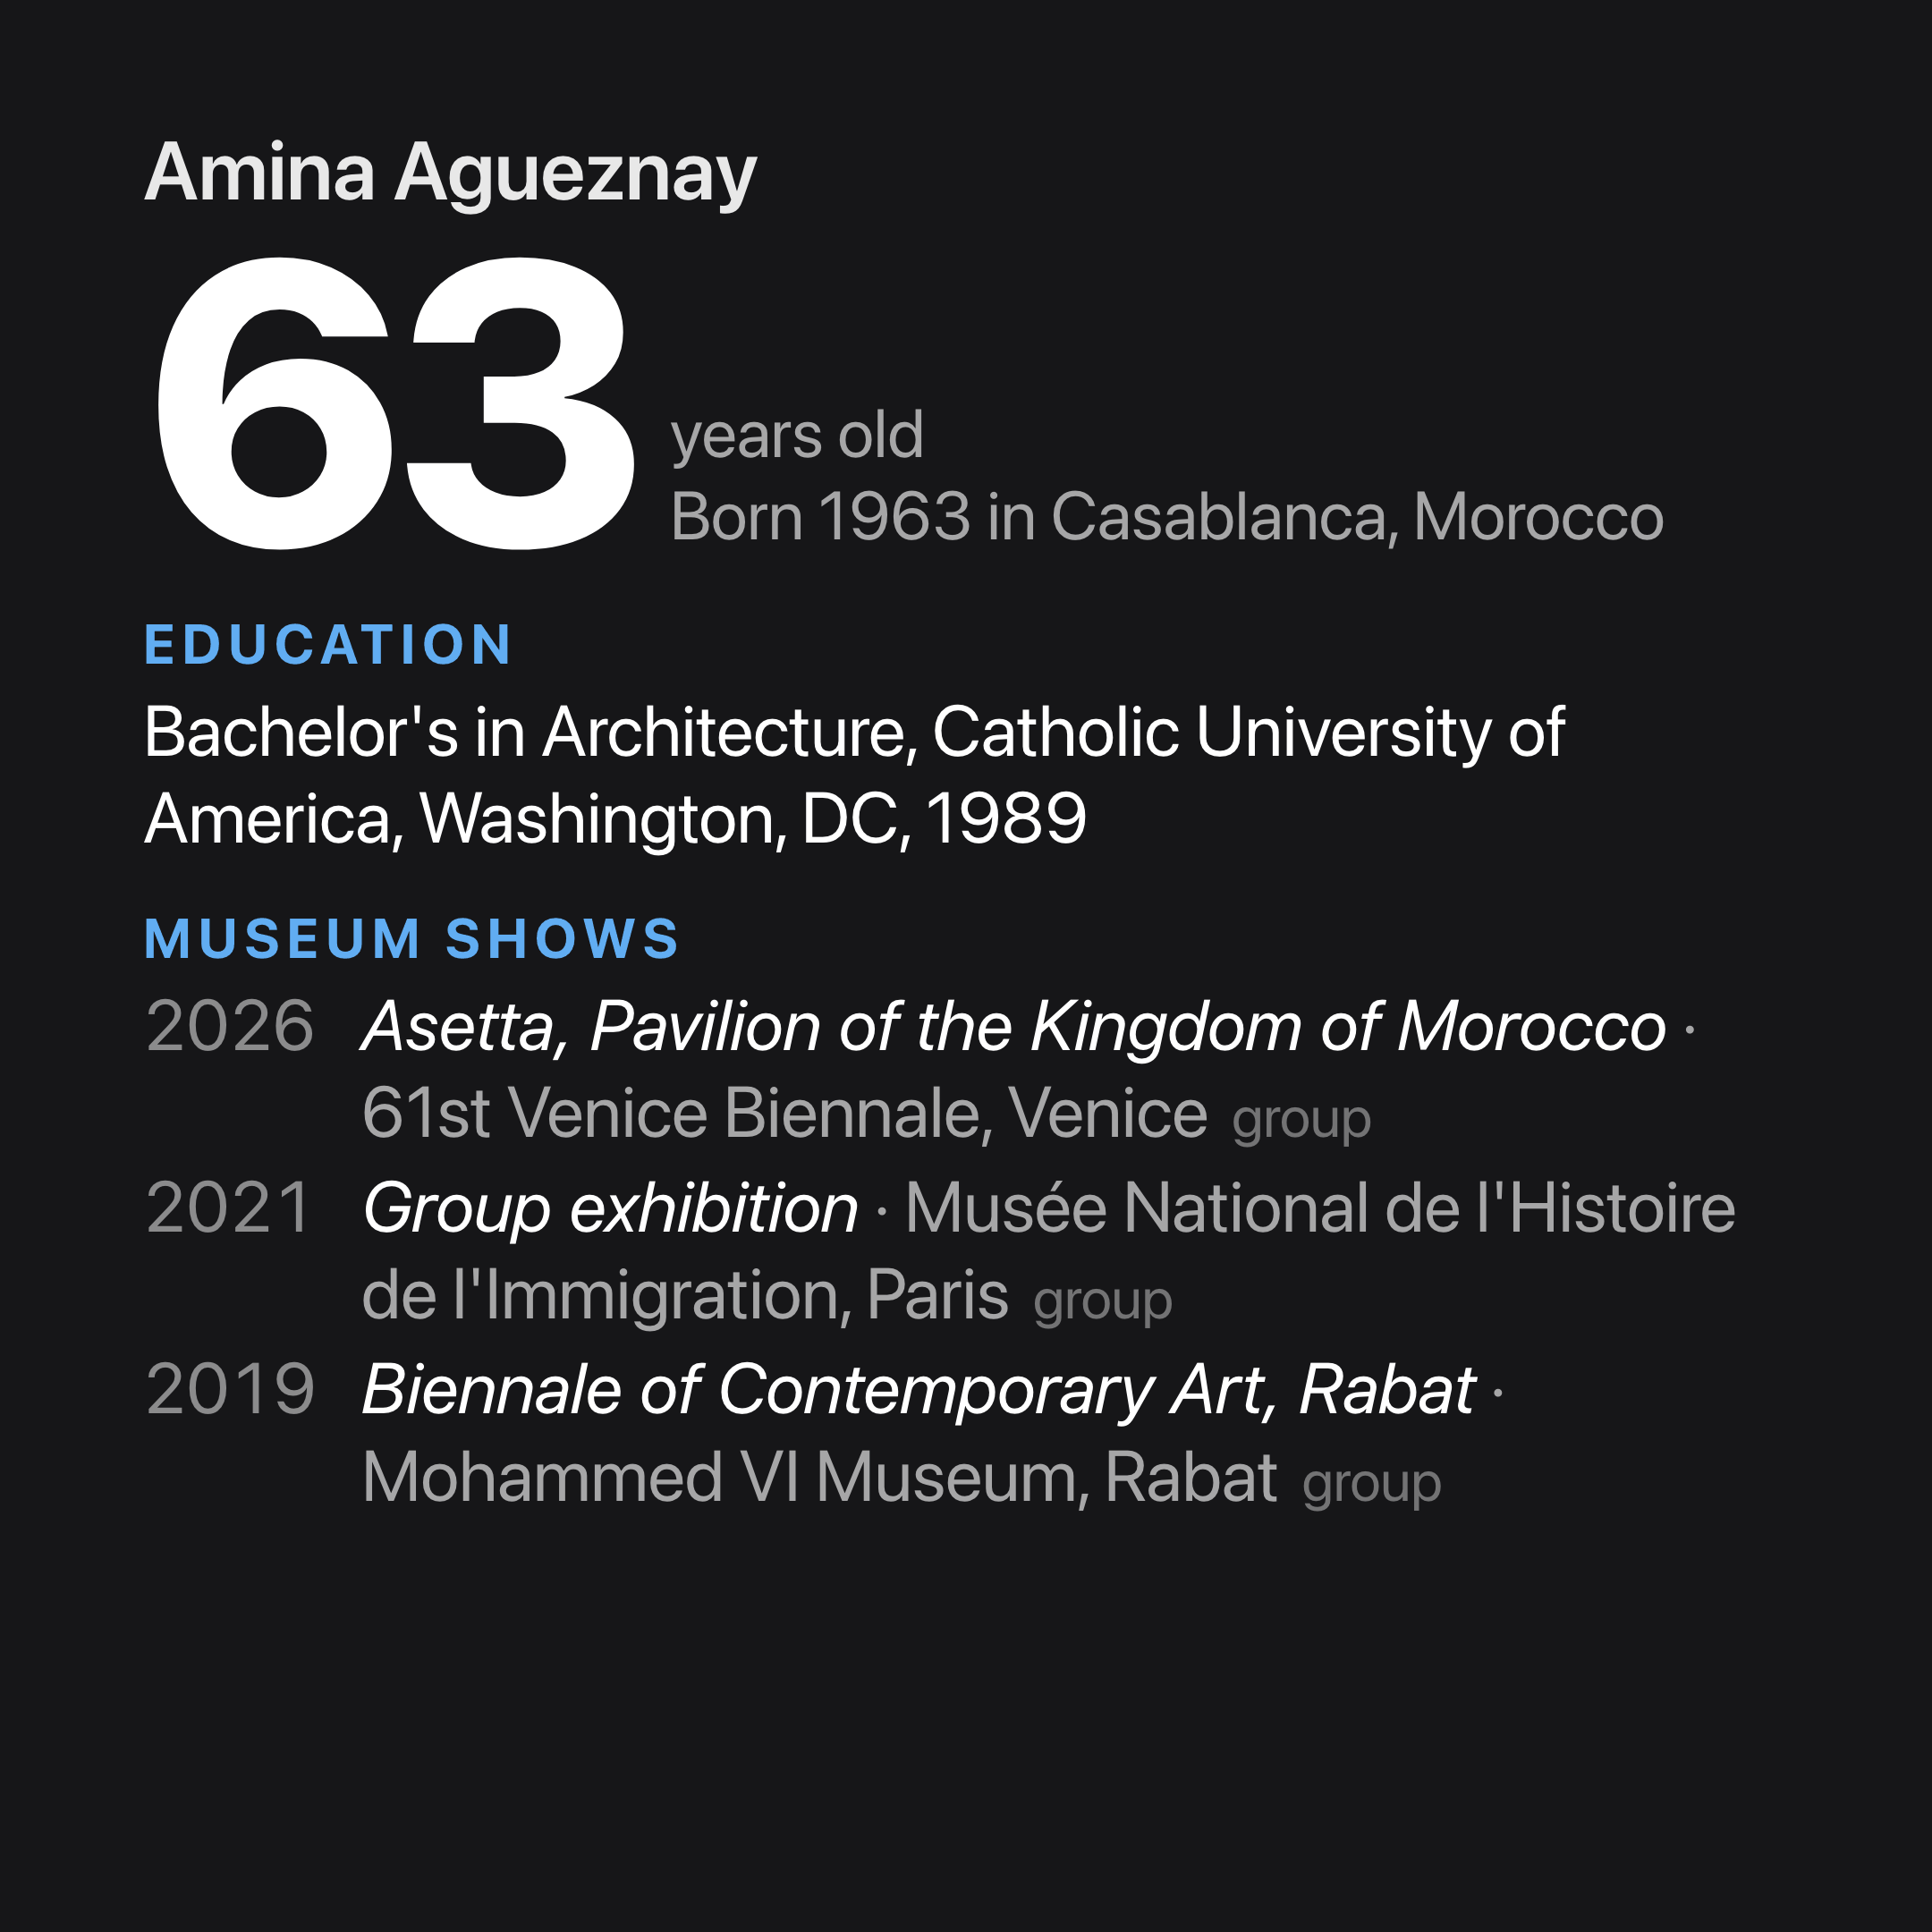 Amina Agueznay
63 years old
Born 1963 in Casablanca, Morocco
EDUCATION
Bachelor's in Architecture, Catholic University of
America, Washington, DC, 1989
MUSEUM SHOWS
2026 Asetta, Pavilion of the Kingdom of Morocco ·
61st Venice Biennale, Venice group
2021 Group exhibition · Musée National de l'Histoire
de l'Immigration, Paris group
2019 Biennale of Contemporary Art, Rabat ·
Mohammed VI Museum, Rabat group